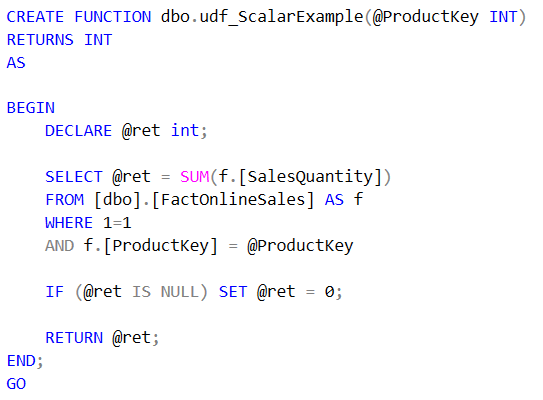 CREATE FUNCTION dbo.udf_ScalarExample(@ProductKey INT)
RETURNS INT
AS
BEGIN
DECLARE @ret int;
SELECT @ret = SUM(f.[SalesQuantity])
FROM [dbo].[FactOnlineSales] AS f
WHERE 1=1
AND f.[ProductKey] = @ProductKey
IF (@ret IS NULL) SET @ret = 0;
RETURN @ret;
END;
GO